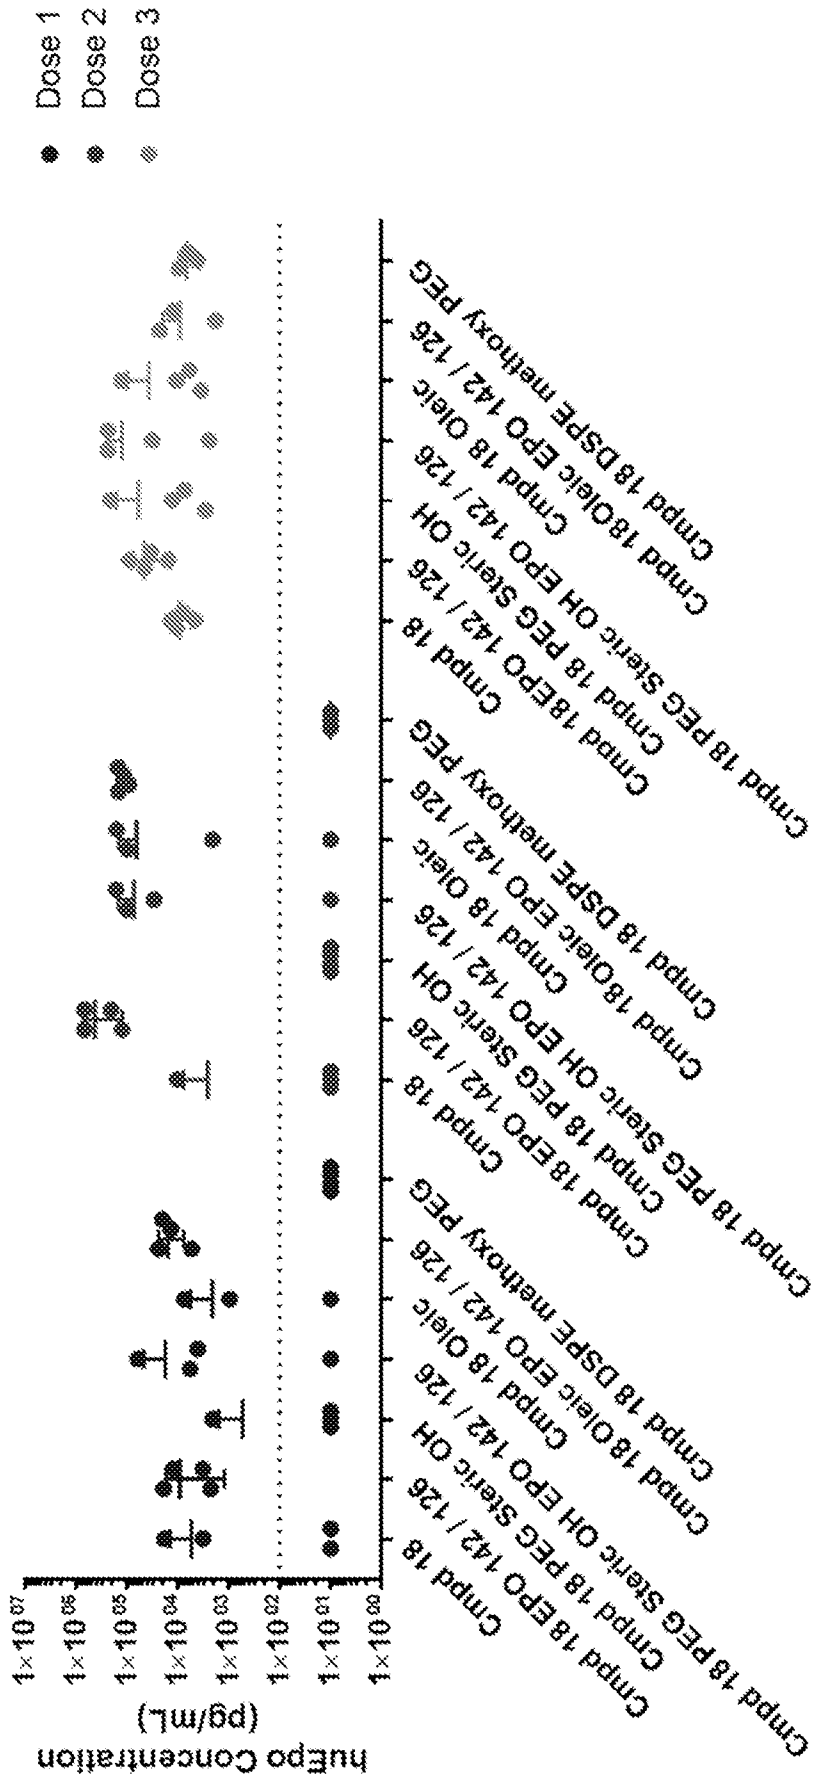 Dose 1
Dose 2
Dose 3
huEpo Concentration
(pg/mL)
1×10⁰⁷
1×10⁰⁶
1×10⁰⁵
1×10⁰⁴
1×10⁰³
1×10⁰²
1×10⁰¹
1×10⁰⁰
Cmpd 18
Cmpd 18 EPO 142 / 126
Cmpd 18 PEG Steric OH
Cmpd 18 PEG Steric OH EPO 142 / 126
Cmpd 18 Oleic
Cmpd 18 Oleic EPO 142 / 126
Cmpd 18 DSPE methoxy PEG
Cmpd 18
Cmpd 18 EPO 142 / 126
Cmpd 18 PEG Steric OH
Cmpd 18 PEG Steric OH EPO 142 / 126
Cmpd 18 Oleic
Cmpd 18 Oleic EPO 142 / 126
Cmpd 18 DSPE methoxy PEG
Cmpd 18
Cmpd 18 EPO 142 / 126
Cmpd 18 PEG Steric OH
Cmpd 18 PEG Steric OH EPO 142 / 126
Cmpd 18 Oleic
Cmpd 18 Oleic EPO 142 / 126
Cmpd 18 DSPE methoxy PEG